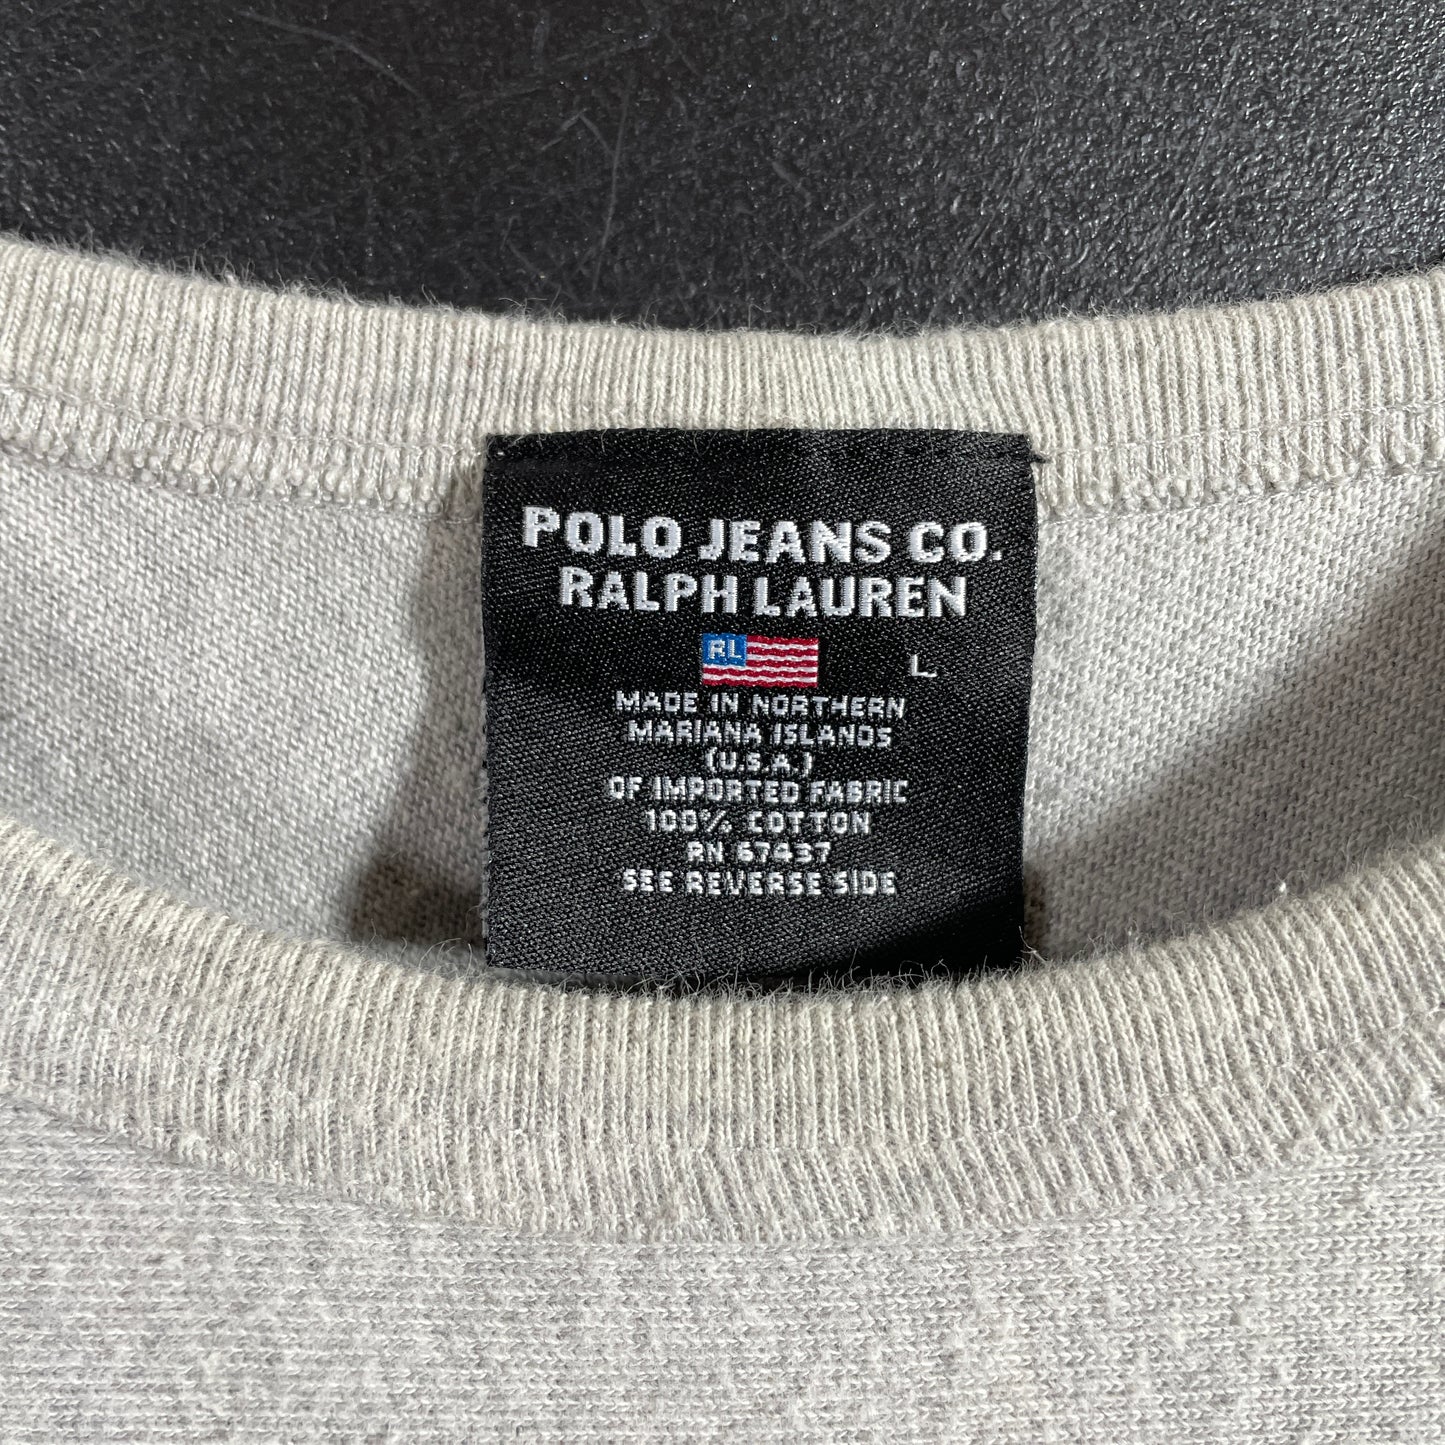 POLO JEANS CO.
RALPH LAUREN
RL L
MADE IN NORTHERN
MARIANA ISLANDS
(U.S.A.)
OF IMPORTED FABRIC
100% COTTON
RN 67437
SEE REVERSE SIDE